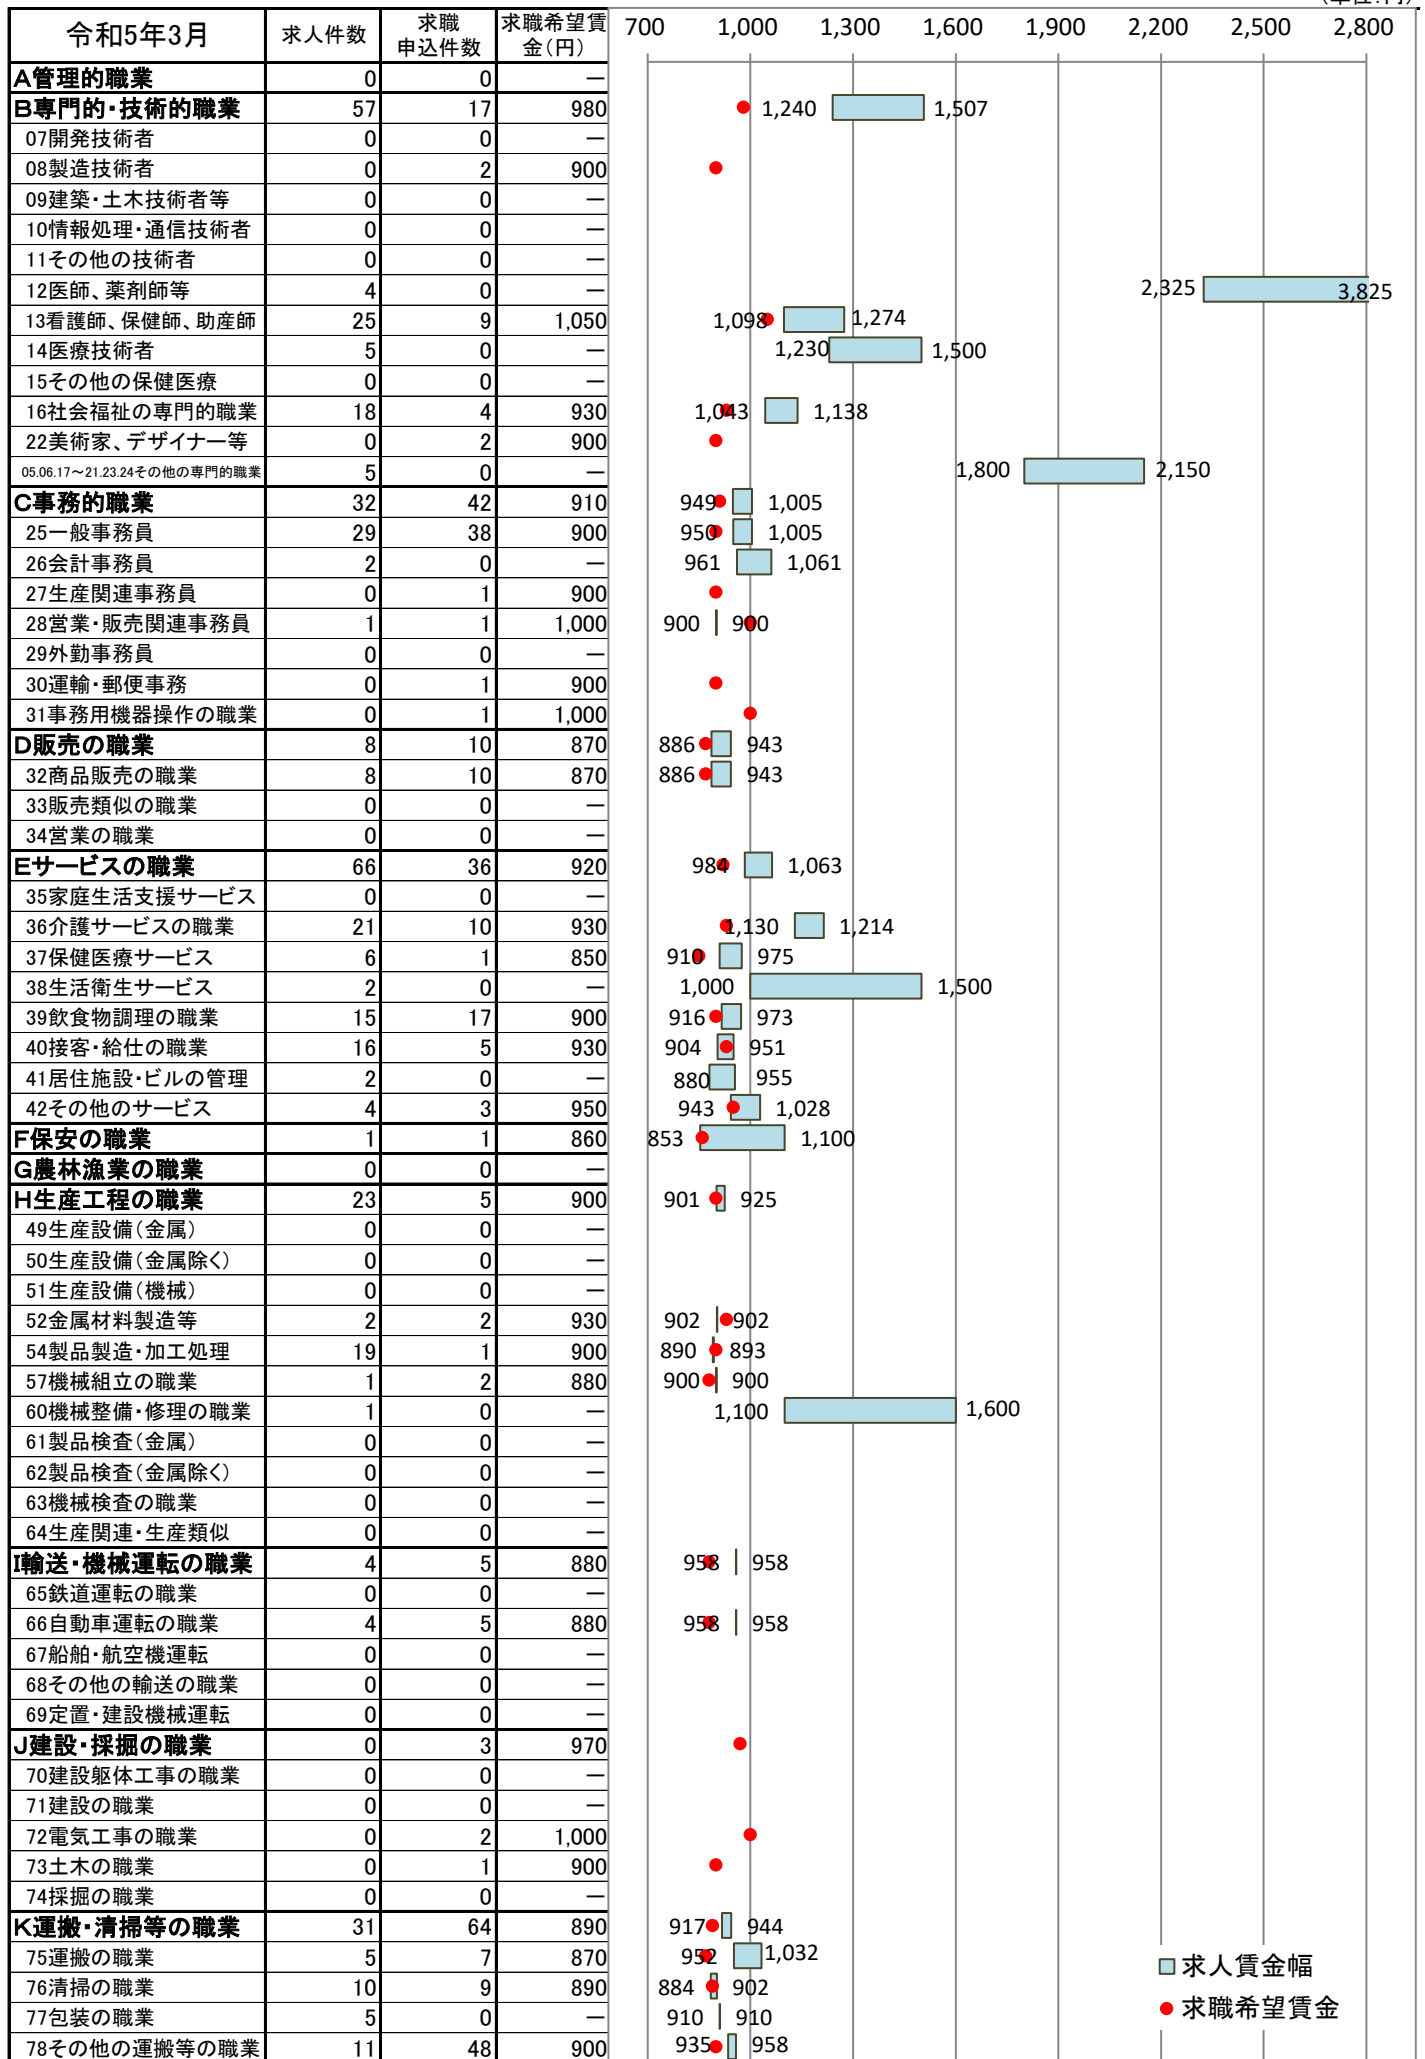 令和5年3月 求人件数 求職申込件数 求職希望賃金(円) 700 1,000 1,300 1,600 1,900 2,200 2,500 2,800
A管理的職業 0 0 ―
B専門的・技術的職業 57 17 980 1,240 1,507
07開発技術者 0 0 ―
08製造技術者 0 2 900
09建築・土木技術者等 0 0 ―
10情報処理・通信技術者 0 0 ―
11その他の技術者 0 0 ―
12医師、薬剤師等 4 0 ― 2,325 3,825
13看護師、保健師、助産師 25 9 1,050 1,098 1,274
14医療技術者 5 0 ― 1,230 1,500
15その他の保健医療 0 0 ―
16社会福祉の専門的職業 18 4 930 1,043 1,138
22美術家、デザイナー等 0 2 900
05.06.17～21.23.24その他の専門的職業 5 0 ― 1,800 2,150
C事務的職業 32 42 910 949 1,005
25一般事務員 29 38 900 950 1,005
26会計事務員 2 0 ― 961 1,061
27生産関連事務員 0 1 900
28営業・販売関連事務員 1 1 1,000 900 900
29外勤事務員 0 0 ―
30運輸・郵便事務 0 1 900
31事務用機器操作の職業 0 1 1,000
D販売の職業 8 10 870 886 943
32商品販売の職業 8 10 870 886 943
33販売類似の職業 0 0 ―
34営業の職業 0 0 ―
Eサービスの職業 66 36 920 984 1,063
35家庭生活支援サービス 0 0 ―
36介護サービスの職業 21 10 930 1,130 1,214
37保健医療サービス 6 1 850 910 975
38生活衛生サービス 2 0 ― 1,000 1,500
39飲食物調理の職業 15 17 900 916 973
40接客・給仕の職業 16 5 930 904 951
41居住施設・ビルの管理 2 0 ― 880 955
42その他のサービス 4 3 950 943 1,028
F保安の職業 1 1 860 853 1,100
G農林漁業の職業 0 0 ―
H生産工程の職業 23 5 900 901 925
49生産設備(金属) 0 0 ―
50生産設備(金属除く) 0 0 ―
51生産設備(機械) 0 0 ―
52金属材料製造等 2 2 930 902 902
54製品製造・加工処理 19 1 900 890 893
57機械組立の職業 1 2 880 900 900
60機械整備・修理の職業 1 0 ― 1,100 1,600
61製品検査(金属) 0 0 ―
62製品検査(金属除く) 0 0 ―
63機械検査の職業 0 0 ―
64生産関連・生産類似 0 0 ―
I輸送・機械運転の職業 4 5 880 958 958
65鉄道運転の職業 0 0 ―
66自動車運転の職業 4 5 880 958 958
67船舶・航空機運転 0 0 ―
68その他の輸送の職業 0 0 ―
69定置・建設機械運転 0 0 ―
J建設・採掘の職業 0 3 970
70建設躯体工事の職業 0 0 ―
71建設の職業 0 0 ―
72電気工事の職業 0 2 1,000
73土木の職業 0 1 900
74採掘の職業 0 0 ―
K運搬・清掃等の職業 31 64 890 917 944
75運搬の職業 5 7 870 952 1,032
76清掃の職業 10 9 890 884 902
77包装の職業 5 0 ― 910 910
78その他の運搬等の職業 11 48 900 935 958
求人賃金幅
求職希望賃金